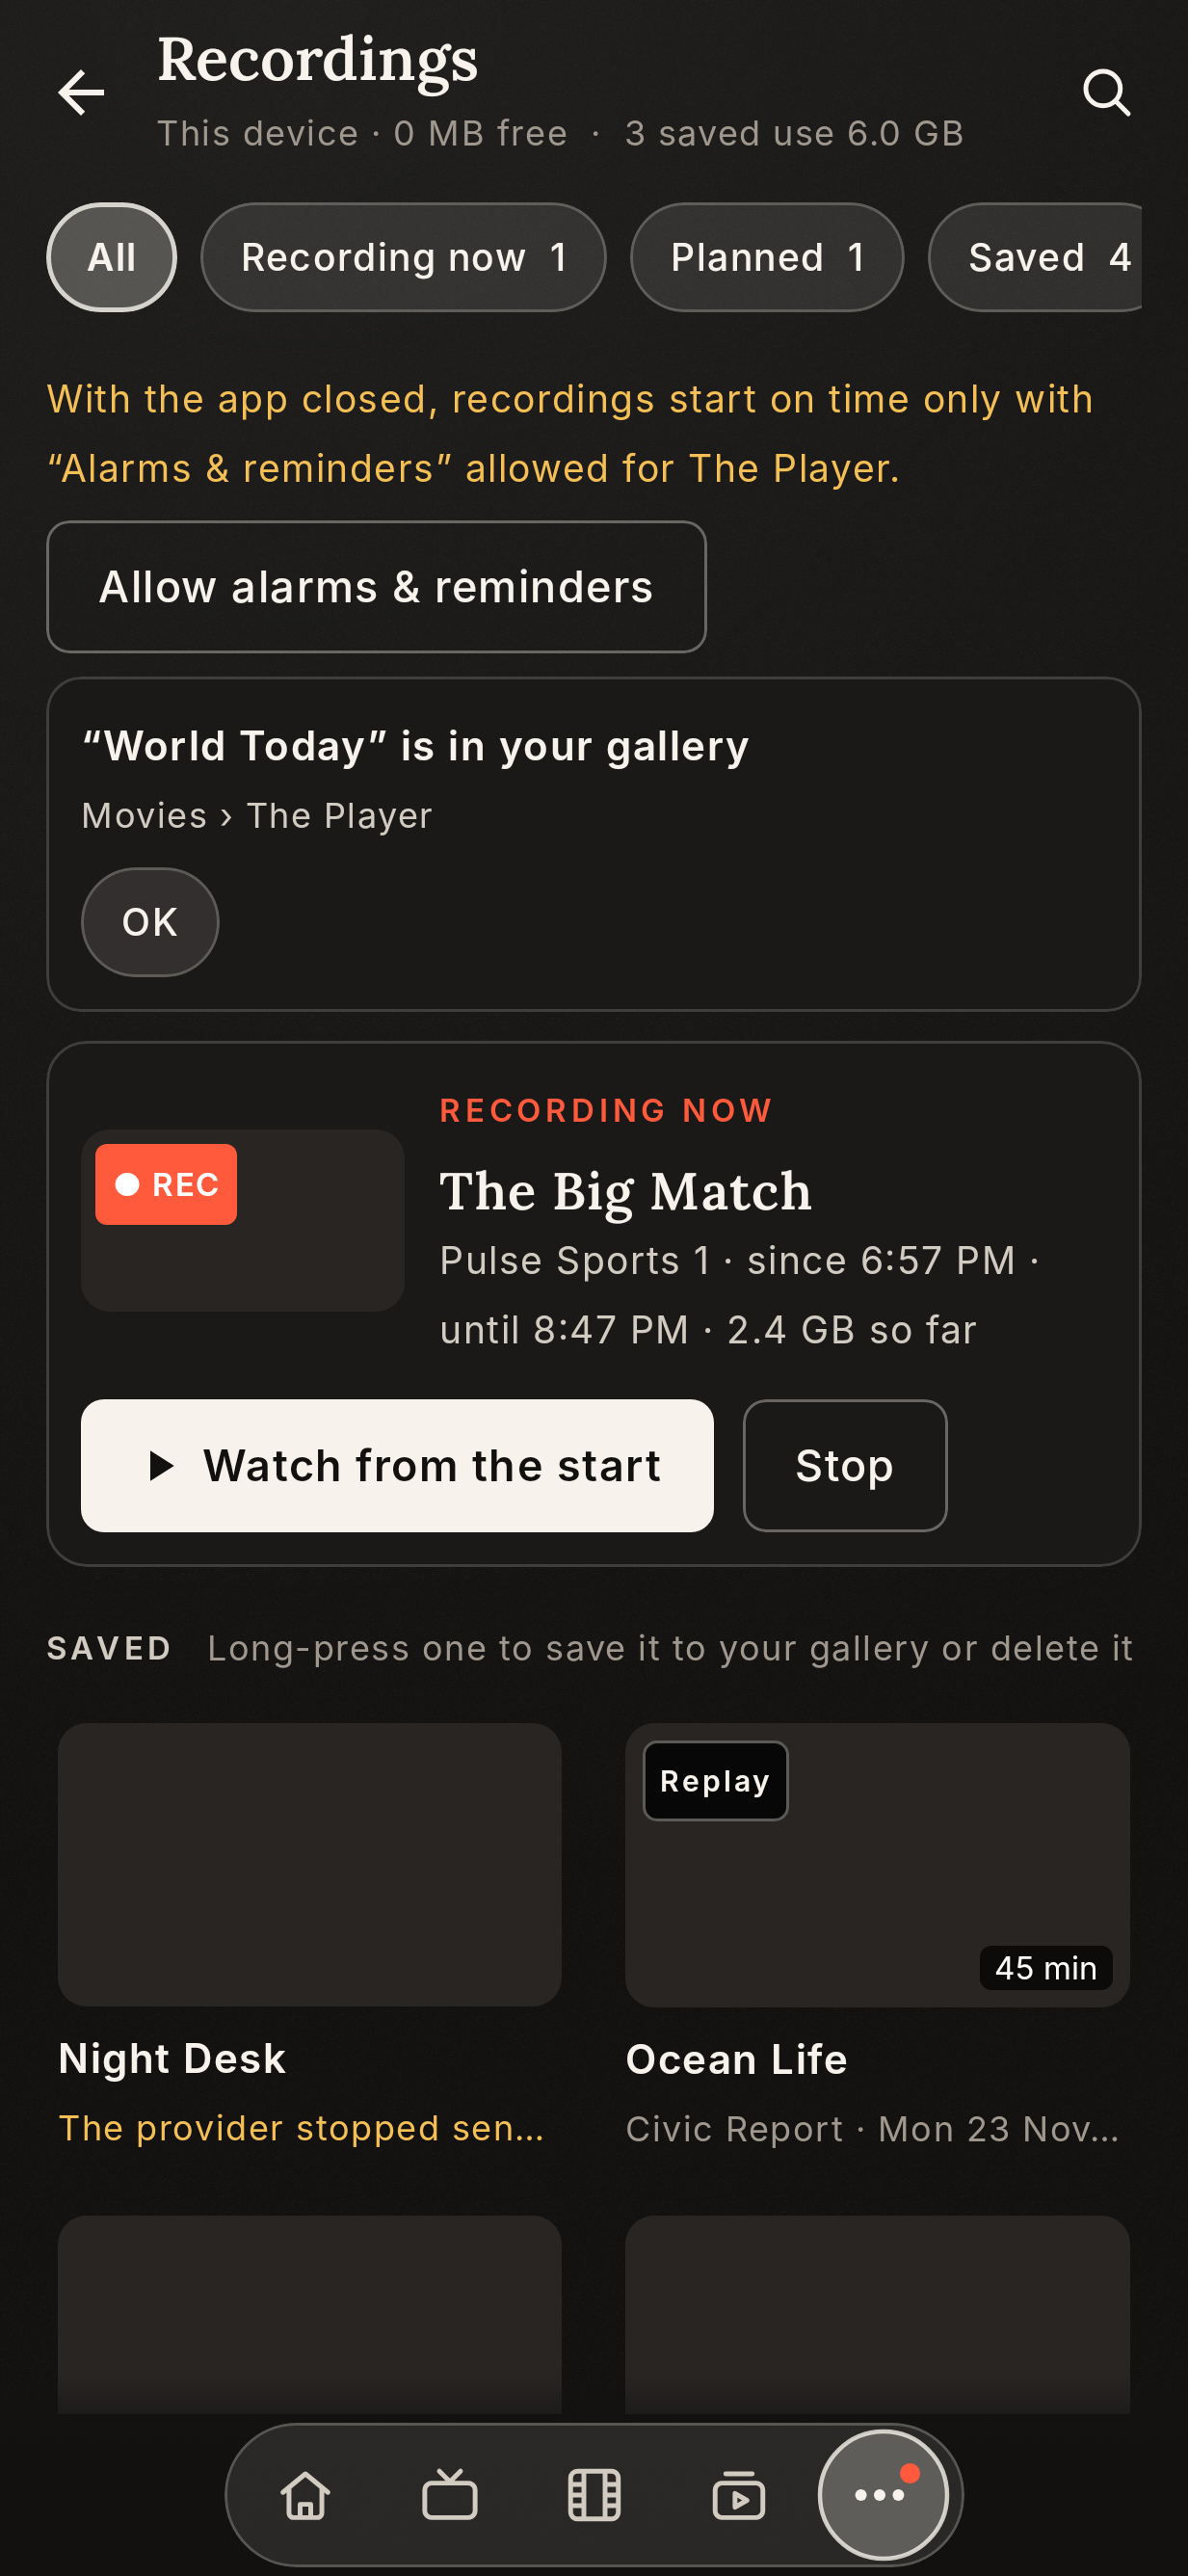 Recordings
This device · 0 MB free · 3 saved use 6.0 GB
All
Recording now 1
Planned 1
Saved 4
With the app closed, recordings start on time only with
“Alarms & reminders” allowed for The Player.
Allow alarms & reminders
“World Today” is in your gallery
Movies › The Player
OK
RECORDING NOW
REC
The Big Match
Pulse Sports 1 · since 6:57 PM ·
until 8:47 PM · 2.4 GB so far
Watch from the start
Stop
SAVED Long-press one to save it to your gallery or delete it
Replay
45 min
Night Desk
The provider stopped sen...
Ocean Life
Civic Report · Mon 23 Nov...